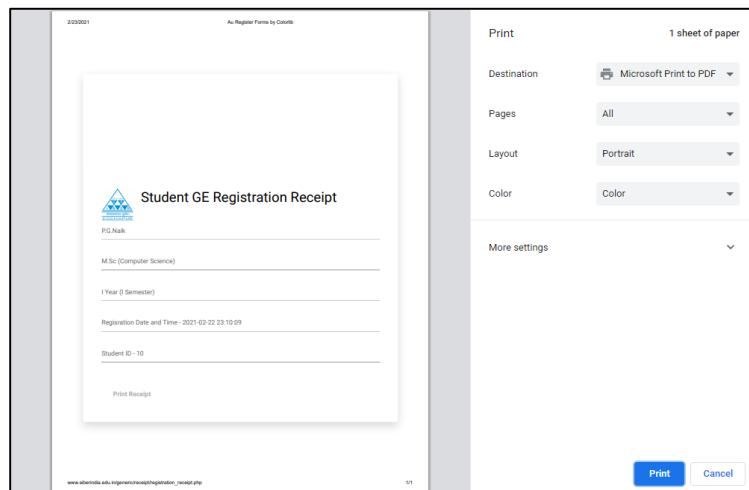 2/23/2021 Au Register Forms by Colorlib
Student GE Registration Receipt
P.G.Naik
M.Sc (Computer Science)
I Year (I Semester)
Regisration Date and Time - 2021-02-22 23:10:09
Student ID - 10
Print Receipt
www.siberindia.edu.in/generic/receipt/registration_receipt.php 1/1
Print 1 sheet of paper
Destination Microsoft Print to PDF
Pages All
Layout Portrait
Color Color
More settings
Print Cancel